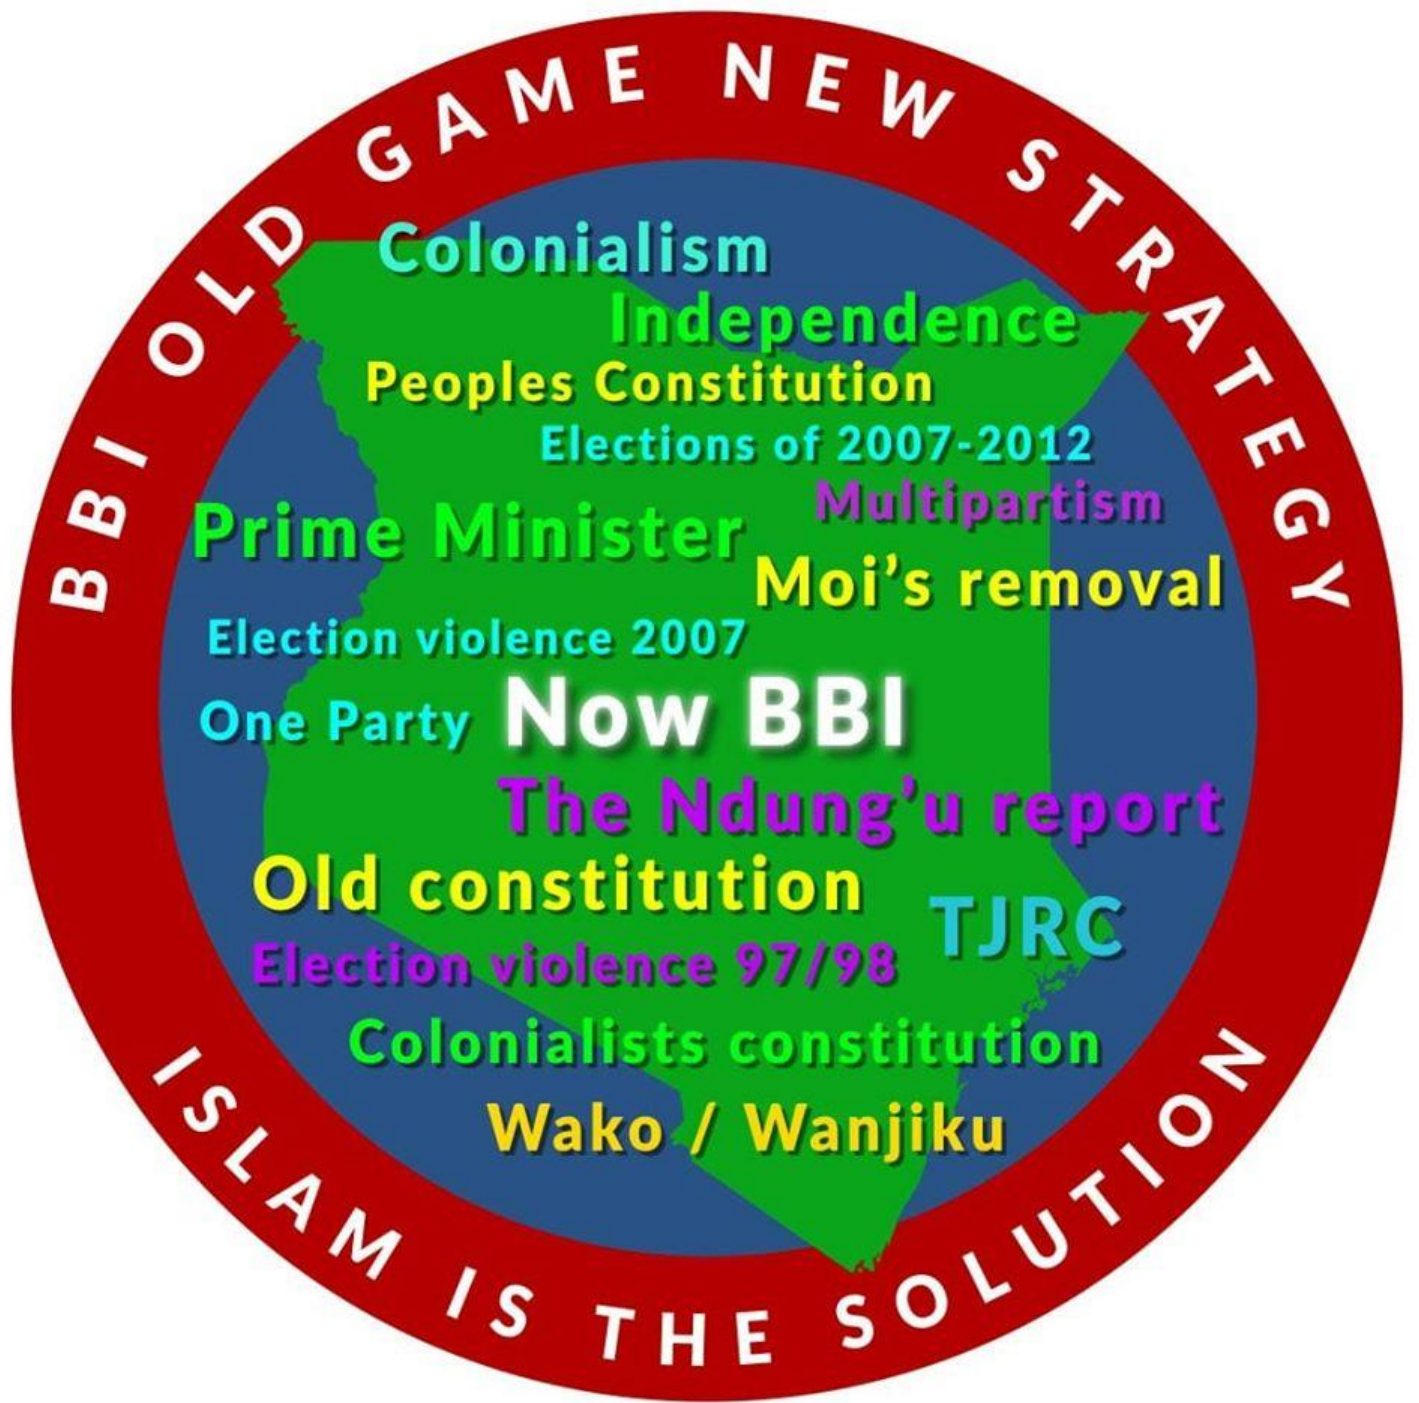 BBI OLD GAME NEW STRATEGY
Colonialism
Independence
Peoples Constitution
Elections of 2007-2012
Multipartism
Prime Minister
Moi’s removal
Election violence 2007
One Party
Now BBI
The Ndung’u report
Old constitution
TJRC
Election violence 97/98
Colonialists constitution
Wako / Wanjiku
ISLAM IS THE SOLUTION